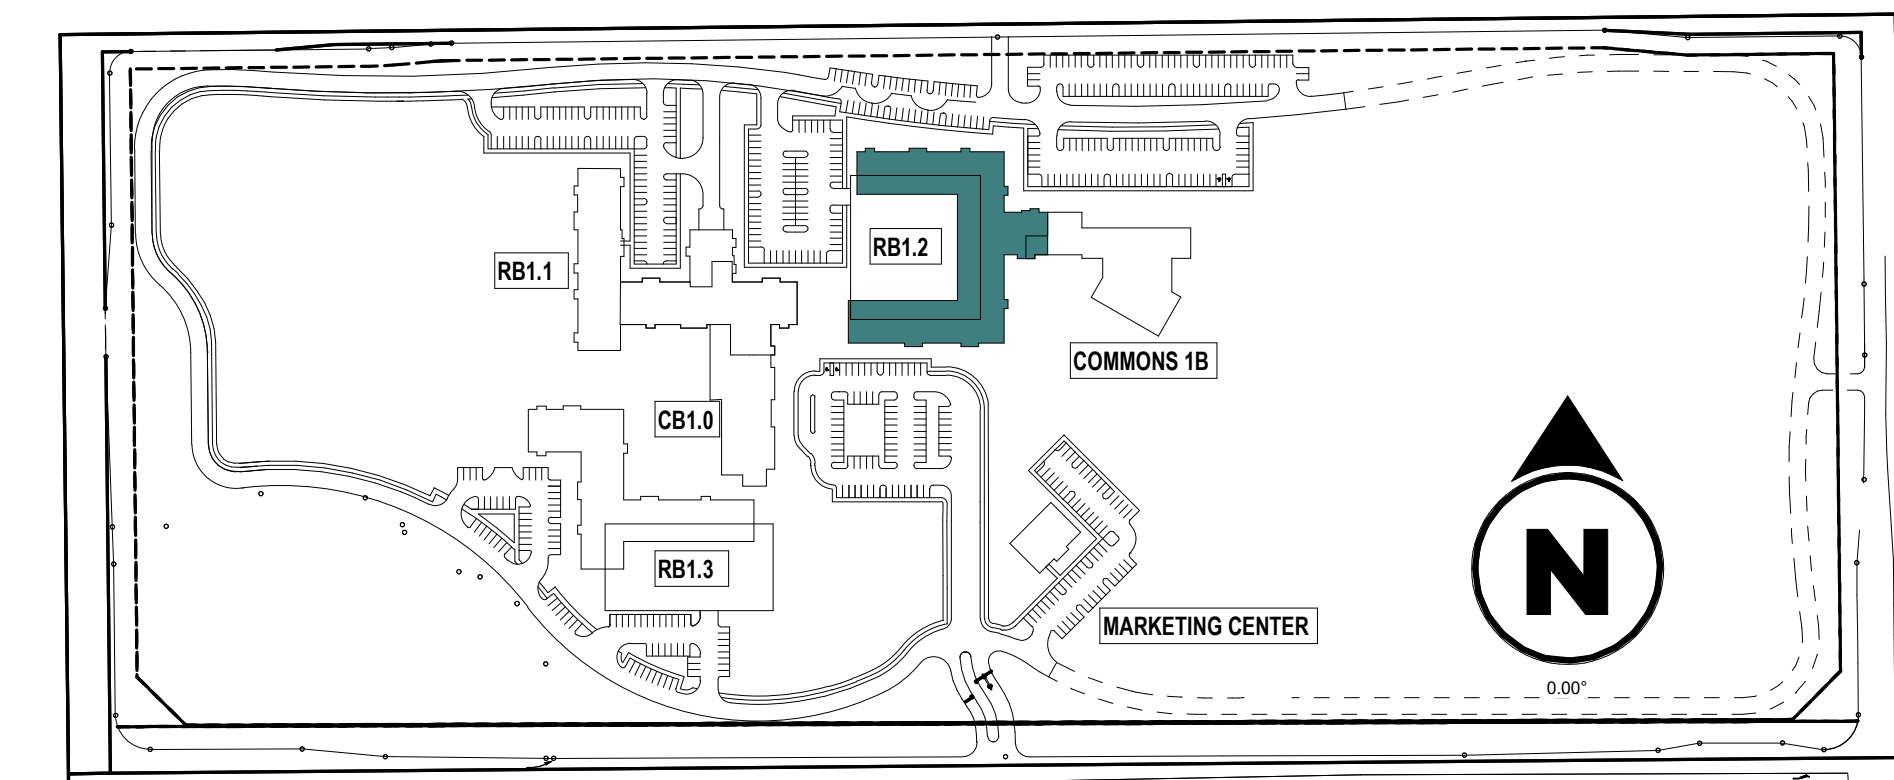 RB1.2
RB1.1
COMMONS 1B
CB1.0
N
RB1.3
MARKETING CENTER
0.00°